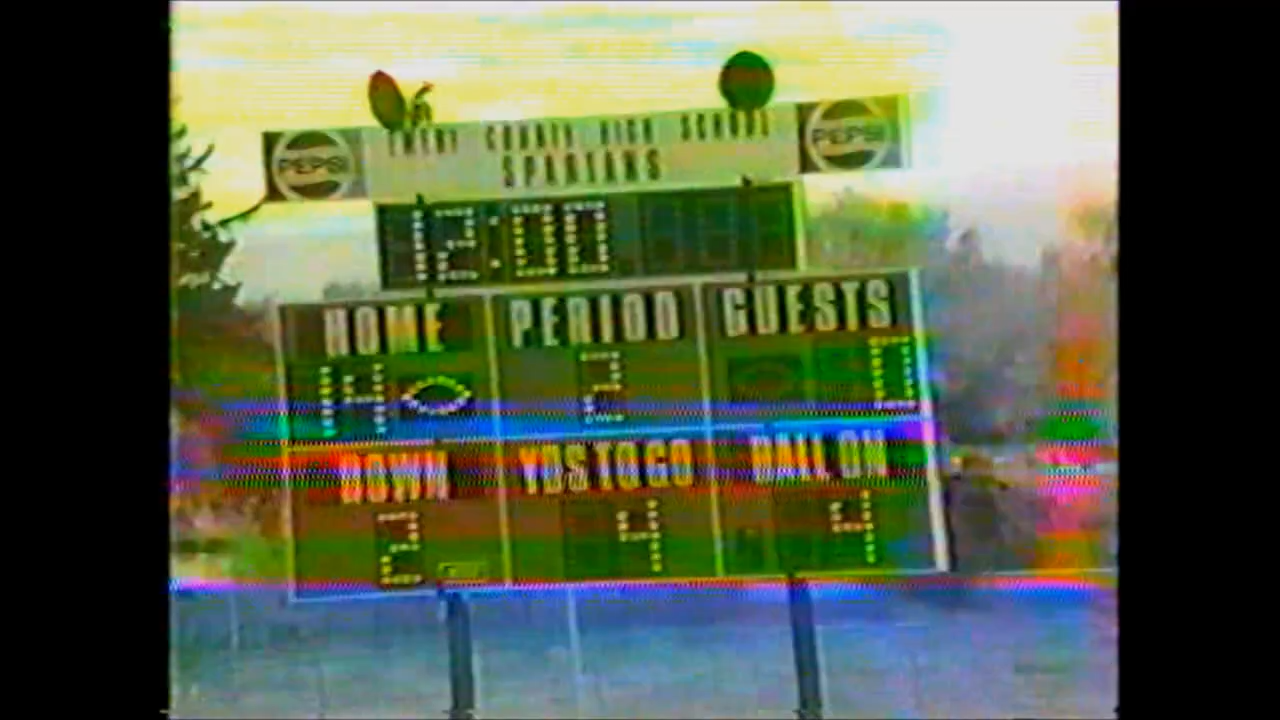 PEPSI EMERY COUNTY HIGH SCHOOL PEPSI
SPARTANS
12:00
HOME PERIOD GUESTS
14 2 0
DOWN YDS TO GO BALL ON
2 4 4